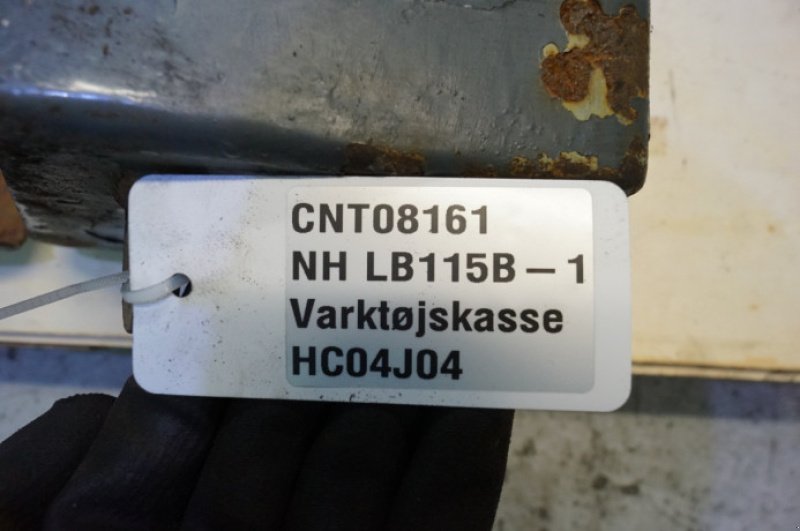 CNT08161
NH LB115B – 1
Varktøjskasse
HC04J04